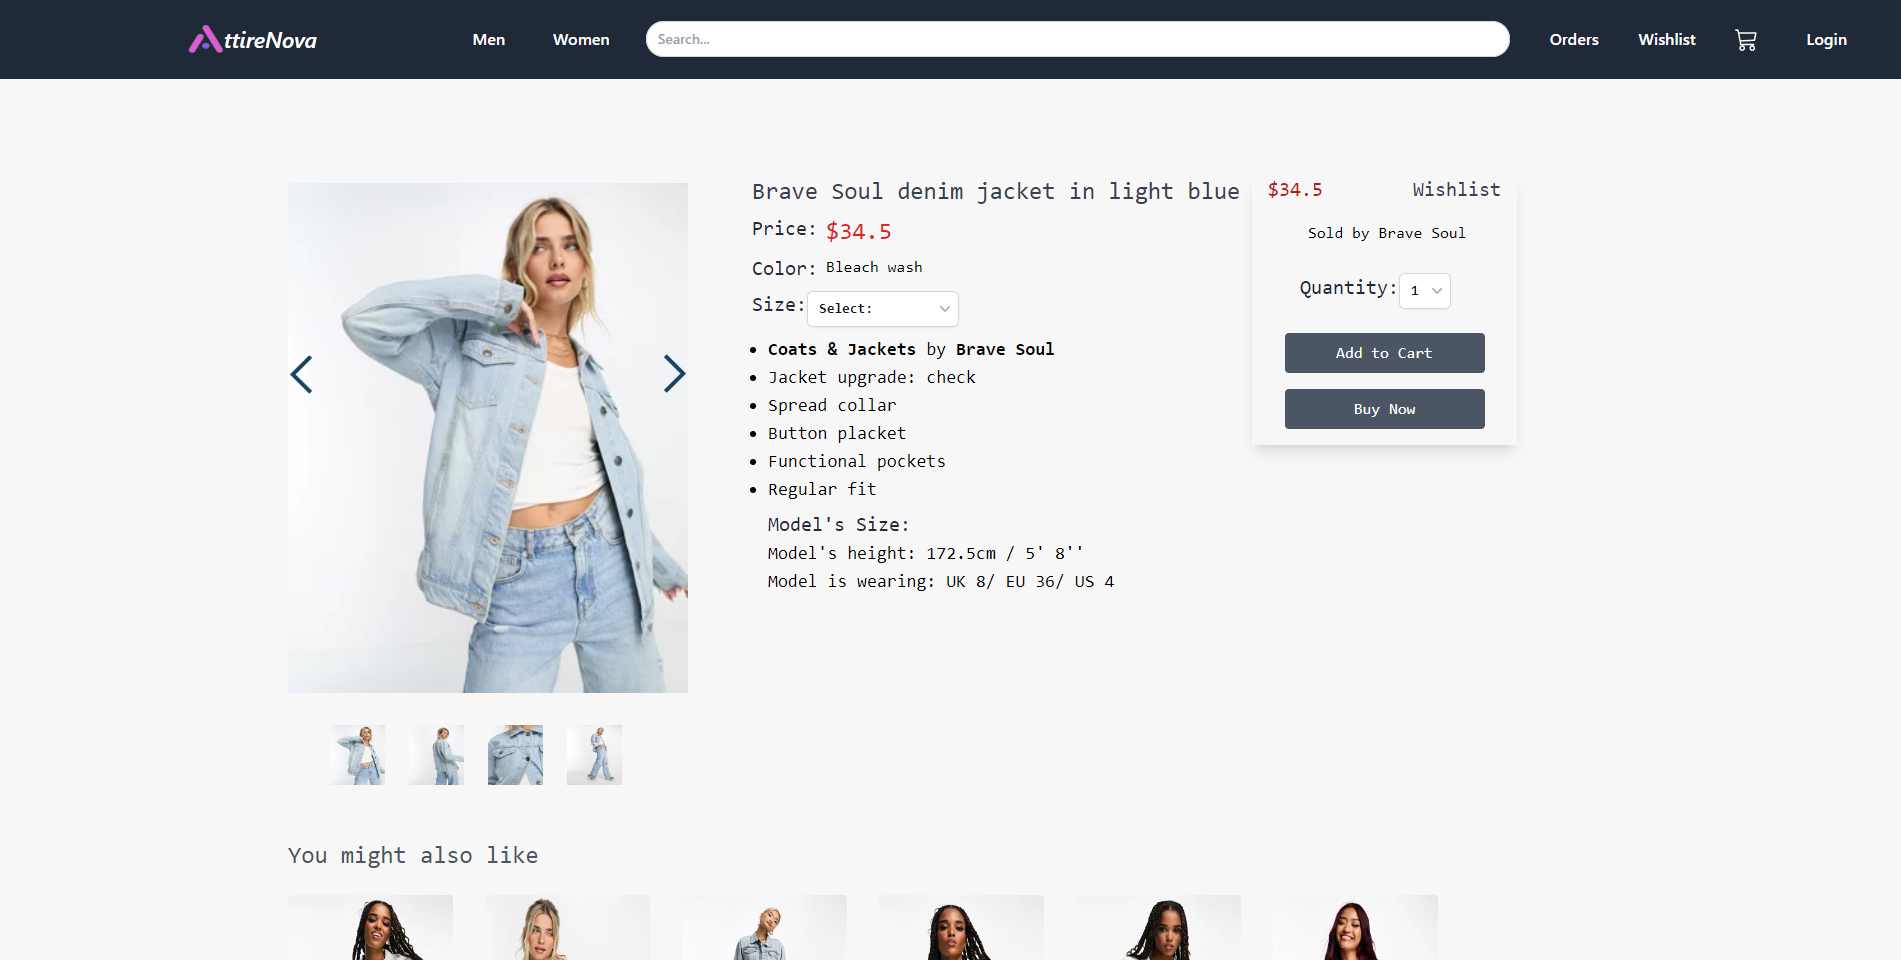 ttireNova
Men
Women
Search...
Orders
Wishlist
Login
Brave Soul denim jacket in light blue
Price: $34.5
Color: Bleach wash
Size: Select:
Coats & Jackets by Brave Soul
Jacket upgrade: check
Spread collar
Button placket
Functional pockets
Regular fit
Model's Size:
Model's height: 172.5cm / 5' 8''
Model is wearing: UK 8/ EU 36/ US 4
$34.5
Wishlist
Sold by Brave Soul
Quantity: 1
Add to Cart
Buy Now
You might also like